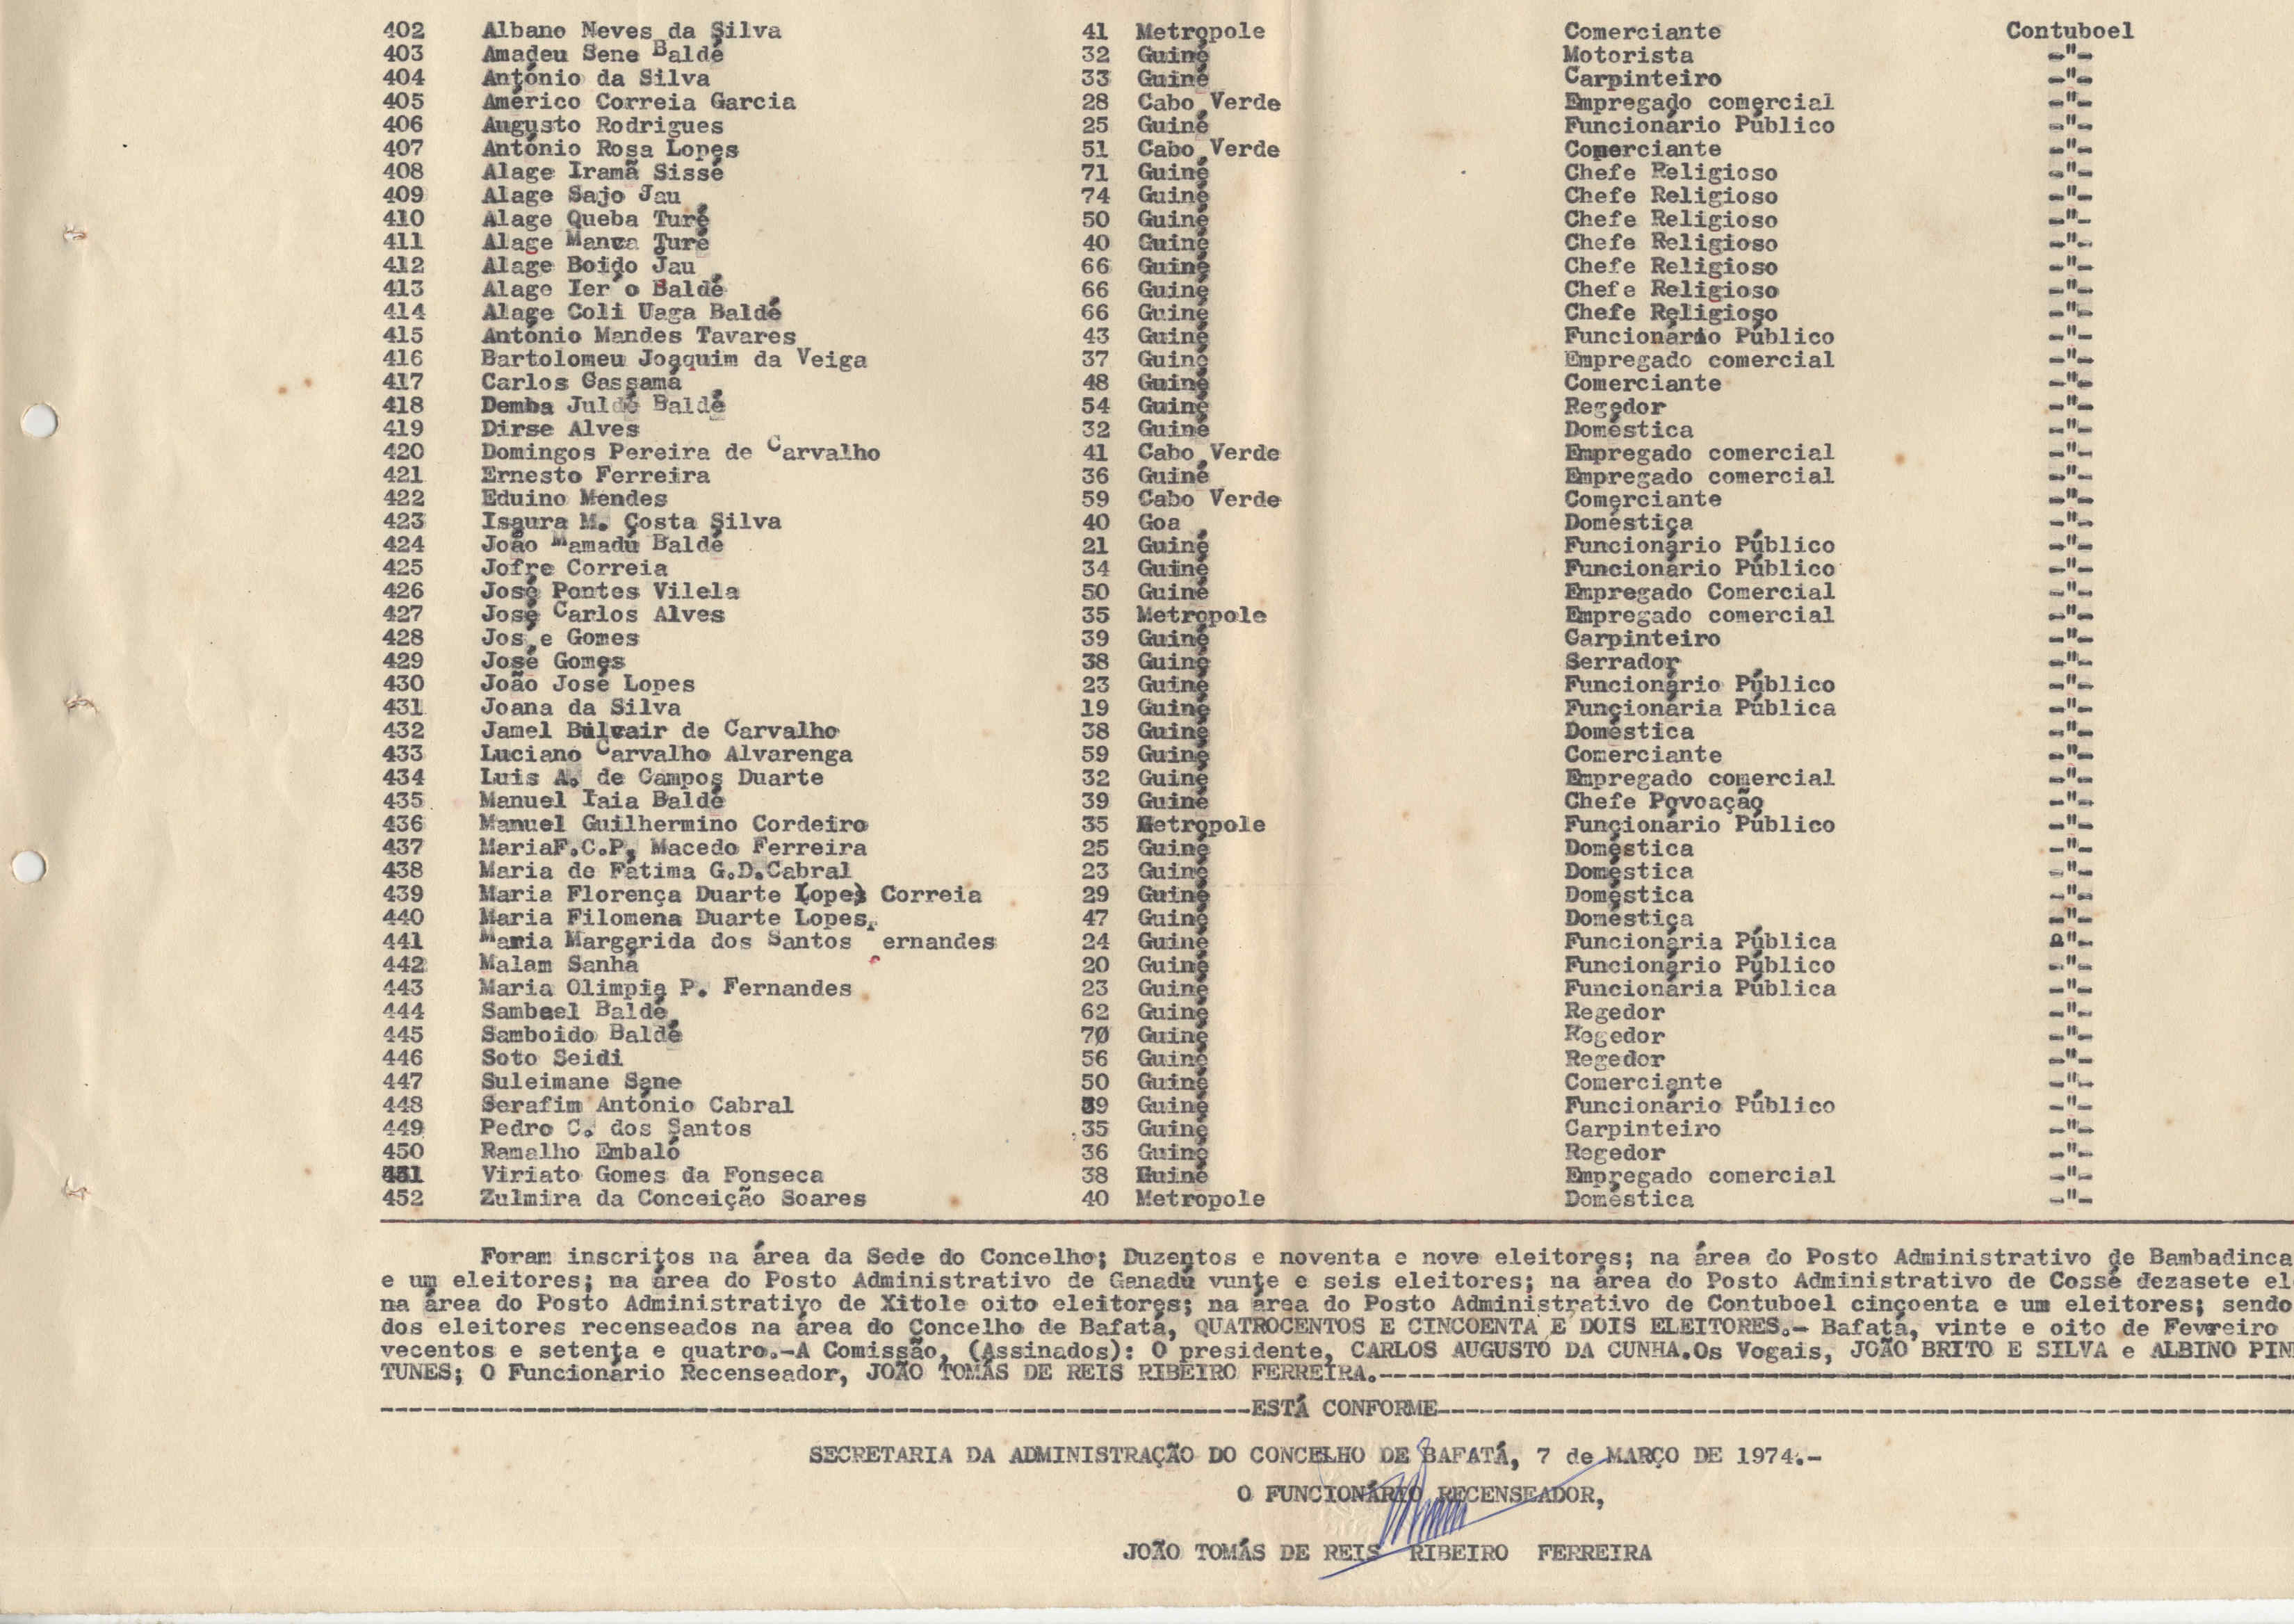 402 Albano Neves da Silva 41 Metropole Comerciante Contuboel
403 Amadeu Sene Baldé 32 Guiné Motorista -"-
404 António da Silva 33 Guiné Carpinteiro -"-
405 Américo Correia Garcia 28 Cabo Verde Empregado comercial -"-
406 Augusto Rodrigues 25 Guiné Funcionário Público -"-
407 António Rosa Lopes 51 Cabo Verde Comerciante -"-
408 Alage Iramã Sissé 71 Guiné Chefe Religioso -"-
409 Alage Sajo Jau 74 Guiné Chefe Religioso -"-
410 Alage Queba Turé 50 Guiné Chefe Religioso -"-
411 Alage Manca Turé 40 Guiné Chefe Religioso -"-
412 Alage Boido Jau 66 Guiné Chefe Religioso -"-
413 Alage Ier o Baldé 66 Guiné Chefe Religioso -"-
414 Alage Coli Uaga Baldé 66 Guiné Chefe Religioso -"-
415 António Mandes Tavares 43 Guiné Funcionário Público -"-
416 Bartolomeu Joaquim da Veiga 37 Guiné Empregado comercial -"-
417 Carlos Gassamá 48 Guiné Comerciante -"-
418 Demba Juldé Baldé 54 Guiné Regedor -"-
419 Dirse Alves 32 Guiné Doméstica -"-
420 Domingos Pereira de Carvalho 41 Cabo Verde Empregado comercial -"-
421 Ernesto Ferreira 36 Guiné Empregado comercial -"-
422 Eduino Mendes 59 Cabo Verde Comerciante -"-
423 Isaura M. Costa Silva 40 Goa Doméstica -"-
424 João Mamadú Baldé 21 Guiné Funcionário Público -"-
425 Jofre Correia 34 Guiné Funcionário Público -"-
426 José Pontes Vilela 50 Guiné Empregado Comercial -"-
427 José Carlos Alves 35 Metropole Empregado comercial -"-
428 Jos,e Gomes 39 Guiné Carpinteiro -"-
429 José Gomes 38 Guiné Serrador -"-
430 João José Lopes 23 Guiné Funcionário Público -"-
431 Joana da Silva 19 Guiné Funcionária Pública -"-
432 Jamel de Carvalho 38 Guiné Doméstica -"-
433 Luciano Carvalho Alvarenga 59 Guiné Comerciante -"-
434 Luis A. de Campos Duarte 32 Guiné Empregado comercial -"-
435 Manuel Iaia Baldé 39 Guiné Chefe Povoação -"-
436 Manuel Guilhermino Cordeiro 35 Metropole Funcionário Público -"-
437 MariaF.C.P, Macedo Ferreira 25 Guiné Doméstica -"-
438 Maria de Fátima G.D.Cabral 23 Guiné Doméstica -"-
439 Maria Florença Duarte (Lopes) Correia 29 Guiné Doméstica -"-
440 Maria Filomena Duarte Lopes, 47 Guiné Doméstica -"-
441 Maria Margarida dos Santos ernandes 24 Guiné Funcionária Pública -"-
442 Malam Sanhá 20 Guiné Funcionário Público -"-
443 Maria Olimpia P. Fernandes 23 Guiné Funcionária Pública -"-
444 Sambael Baldé 62 Guiné Regedor -"-
445 Samboido Baldé 70 Guiné Regedor -"-
446 Soto Seidi 56 Guiné Regedor -"-
447 Suleimane Sane 50 Guiné Comerciante -"-
448 Serafim António Cabral 39 Guiné Funcionário Público -"-
449 Pedro C. dos Santos 35 Guiné Carpinteiro -"-
450 Ramalho Embaló 36 Guiné Regedor -"-
451 Viriato Gomes da Fonseca 38 Guiné Empregado comercial -"-
452 Zulmira da Conceição Soares 40 Metropole Doméstica -"-
Foram inscritos na área da Sede do Concelho; Duzentos e noventa e nove eleitores; na área do Posto Administrativo de Bambadinca
e um eleitores; na área do Posto Administrativo de Ganadú vunte e seis eleitores; na área do Posto Administrativo de Cossé dezasete el
na área do Posto Administrativo de Xitole oito eleitores; na área do Posto Administrativo de Contuboel cinçoenta e um eleitores; sendo
dos eleitores recenseados na área do Concelho de Bafatá, QUATROCENTOS E CINCOENTA E DOIS ELEITORES.- Bafatá, vinte e oito de Fevereiro
vecentos e setenta e quatro.-A Comissão, (Assinados): O presidente, CARLOS AUGUSTO DA CUNHA.Os Vogais, JOÃO BRITO E SILVA e ALBINO PIN
TUNES; O Funcionário Recenseador, JOÃO TOMÁS DE REIS RIBEIRO FERREIRA.-
ESTÁ CONFORME
SECRETARIA DA ADMINISTRAÇÃO DO CONCELHO DE BAFATÁ, 7 de MARÇO DE 1974.-
O FUNCIONÁRIO RECENSEADOR,
JOÃO TOMÁS DE REIS RIBEIRO FERREIRA